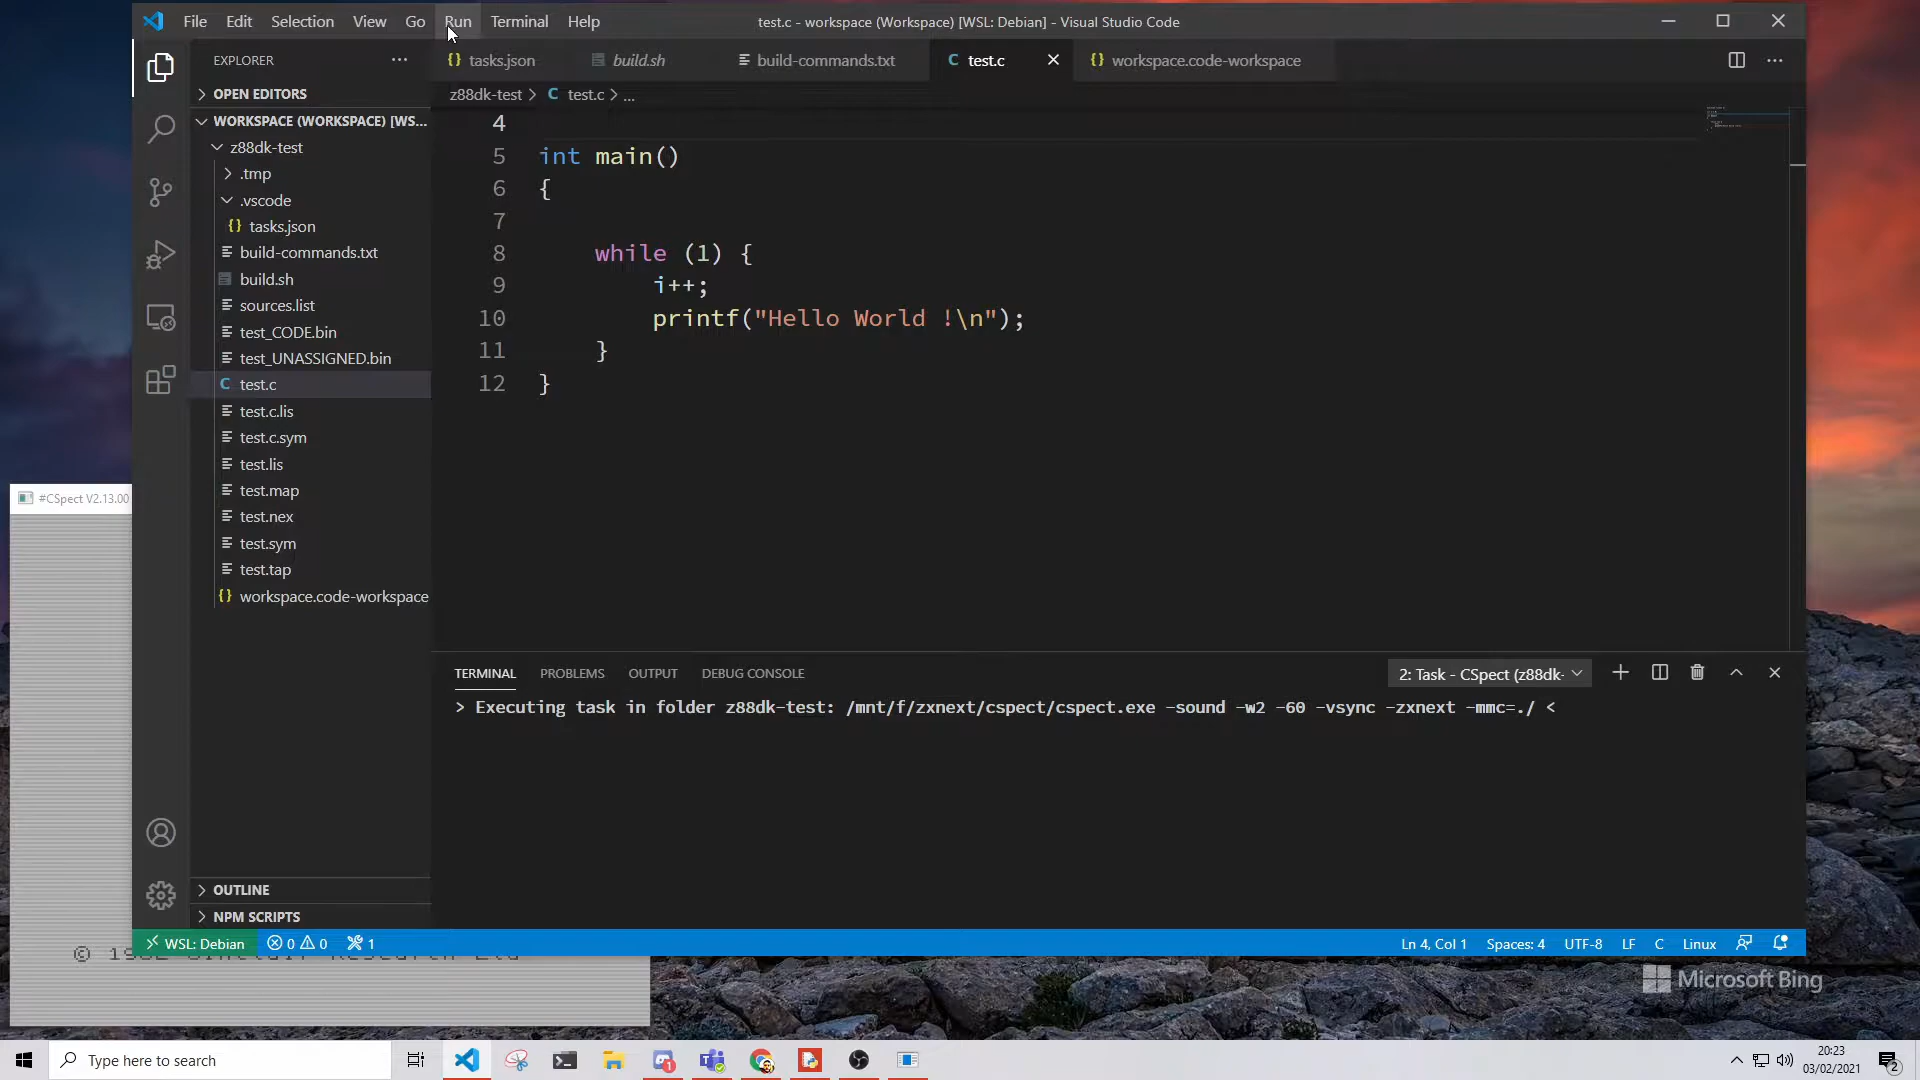 File Edit Selection View Go Run Terminal Help
test.c - workspace (Workspace) [WSL: Debian] - Visual Studio Code
EXPLORER
tasks.json build.sh build-commands.txt test.c workspace.code-workspace
OPEN EDITORS
z88dk-test > C test.c > ...
WORKSPACE (WORKSPACE) [WS...
z88dk-test
.tmp
.vscode
tasks.json
build-commands.txt
build.sh
sources.list
test_CODE.bin
test_UNASSIGNED.bin
C test.c
test.c.lis
test.c.sym
test.lis
test.map
test.nex
test.sym
test.tap
workspace.code-workspace
OUTLINE
NPM SCRIPTS
4
5 int main()
6 {
7
8 while (1) {
9 i++;
10 printf("Hello World !\n");
11 }
12 }
TERMINAL PROBLEMS OUTPUT DEBUG CONSOLE
2: Task - CSpect (z88dk-
> Executing task in folder z88dk-test: /mnt/f/zxnext/cspect/cspect.exe -sound -w2 -60 -vsync -zxnext -mmc=./ <
WSL: Debian 0 0 1
Ln 4, Col 1 Spaces: 4 UTF-8 LF C Linux
#CSpect V2.13.00
Microsoft Bing
Type here to search
20:23
03/02/2021
2